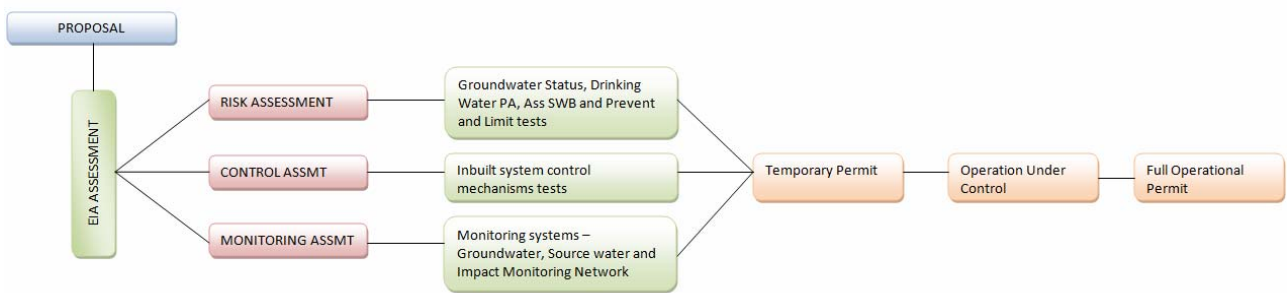 PROPOSAL
EIA ASSESSMENT
RISK ASSESSMENT
Groundwater Status, Drinking
Water PA, Ass SWB and Prevent
and Limit tests
CONTROL ASSMT
Inbuilt system control
mechanisms tests
MONITORING ASSMT
Monitoring systems –
Groundwater, Source water and
Impact Monitoring Network
Temporary Permit
Operation Under
Control
Full Operational
Permit